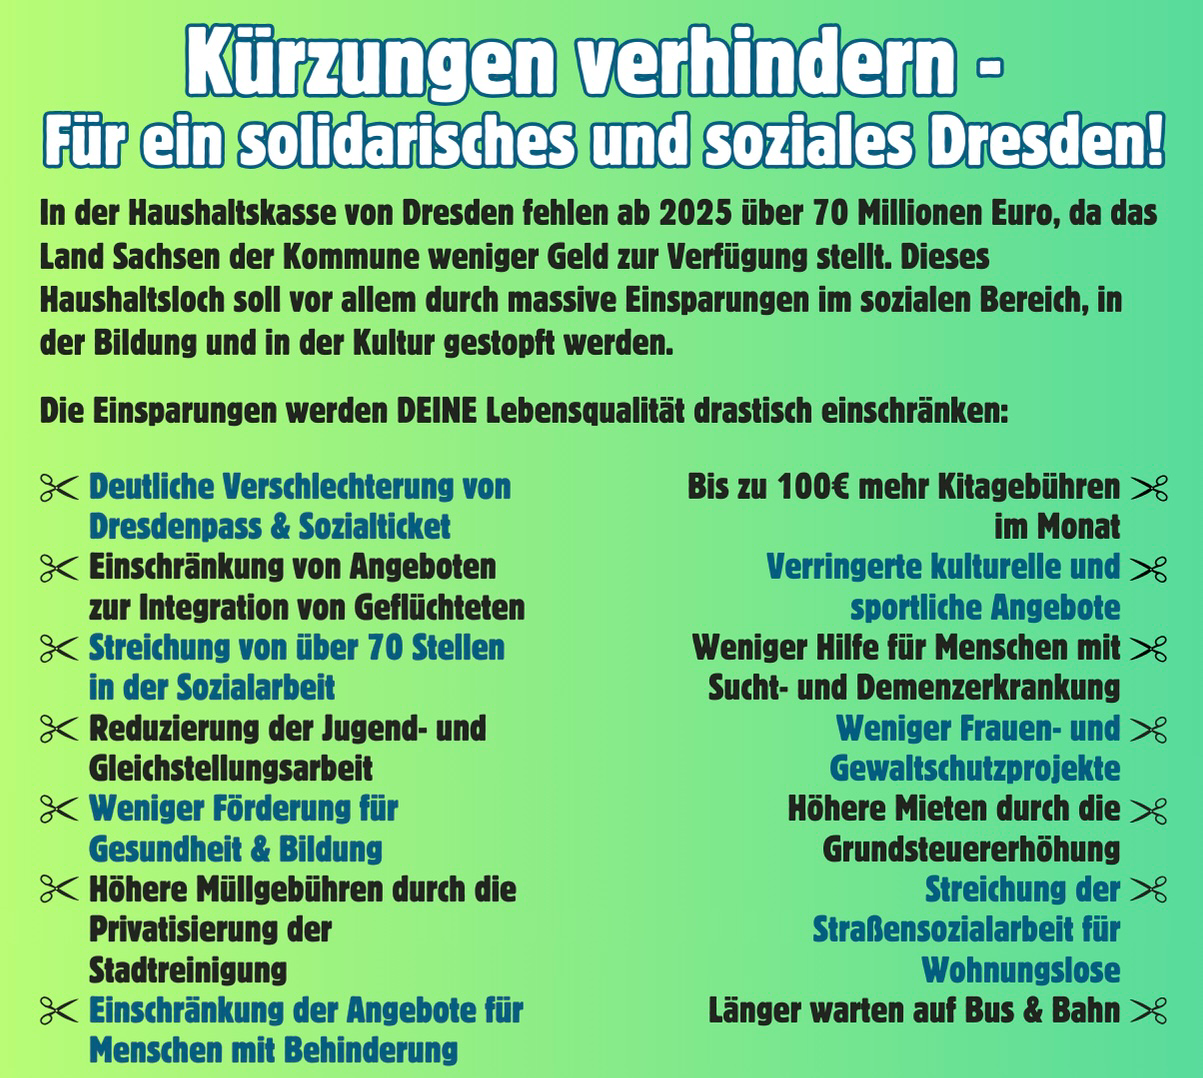 Kürzungen verhindern -
Für ein solidarisches und soziales Dresden!
In der Haushaltskasse von Dresden fehlen ab 2025 über 70 Millionen Euro, da das
Land Sachsen der Kommune weniger Geld zur Verfügung stellt. Dieses
Haushaltsloch soll vor allem durch massive Einsparungen im sozialen Bereich, in
der Bildung und in der Kultur gestopft werden.
Die Einsparungen werden DEINE Lebensqualität drastisch einschränken:
Deutliche Verschlechterung von
Dresdenpass & Sozialticket
Einschränkung von Angeboten
zur Integration von Geflüchteten
Streichung von über 70 Stellen
in der Sozialarbeit
Reduzierung der Jugend- und
Gleichstellungsarbeit
Weniger Förderung für
Gesundheit & Bildung
Höhere Müllgebühren durch die
Privatisierung der
Stadtreinigung
Einschränkung der Angebote für
Menschen mit Behinderung
Bis zu 100€ mehr Kitagebühren
im Monat
Verringerte kulturelle und
sportliche Angebote
Weniger Hilfe für Menschen mit
Sucht- und Demenzerkrankung
Weniger Frauen- und
Gewaltschutzprojekte
Höhere Mieten durch die
Grundsteuererhöhung
Streichung der
Straßensozialarbeit für
Wohnungslose
Länger warten auf Bus & Bahn